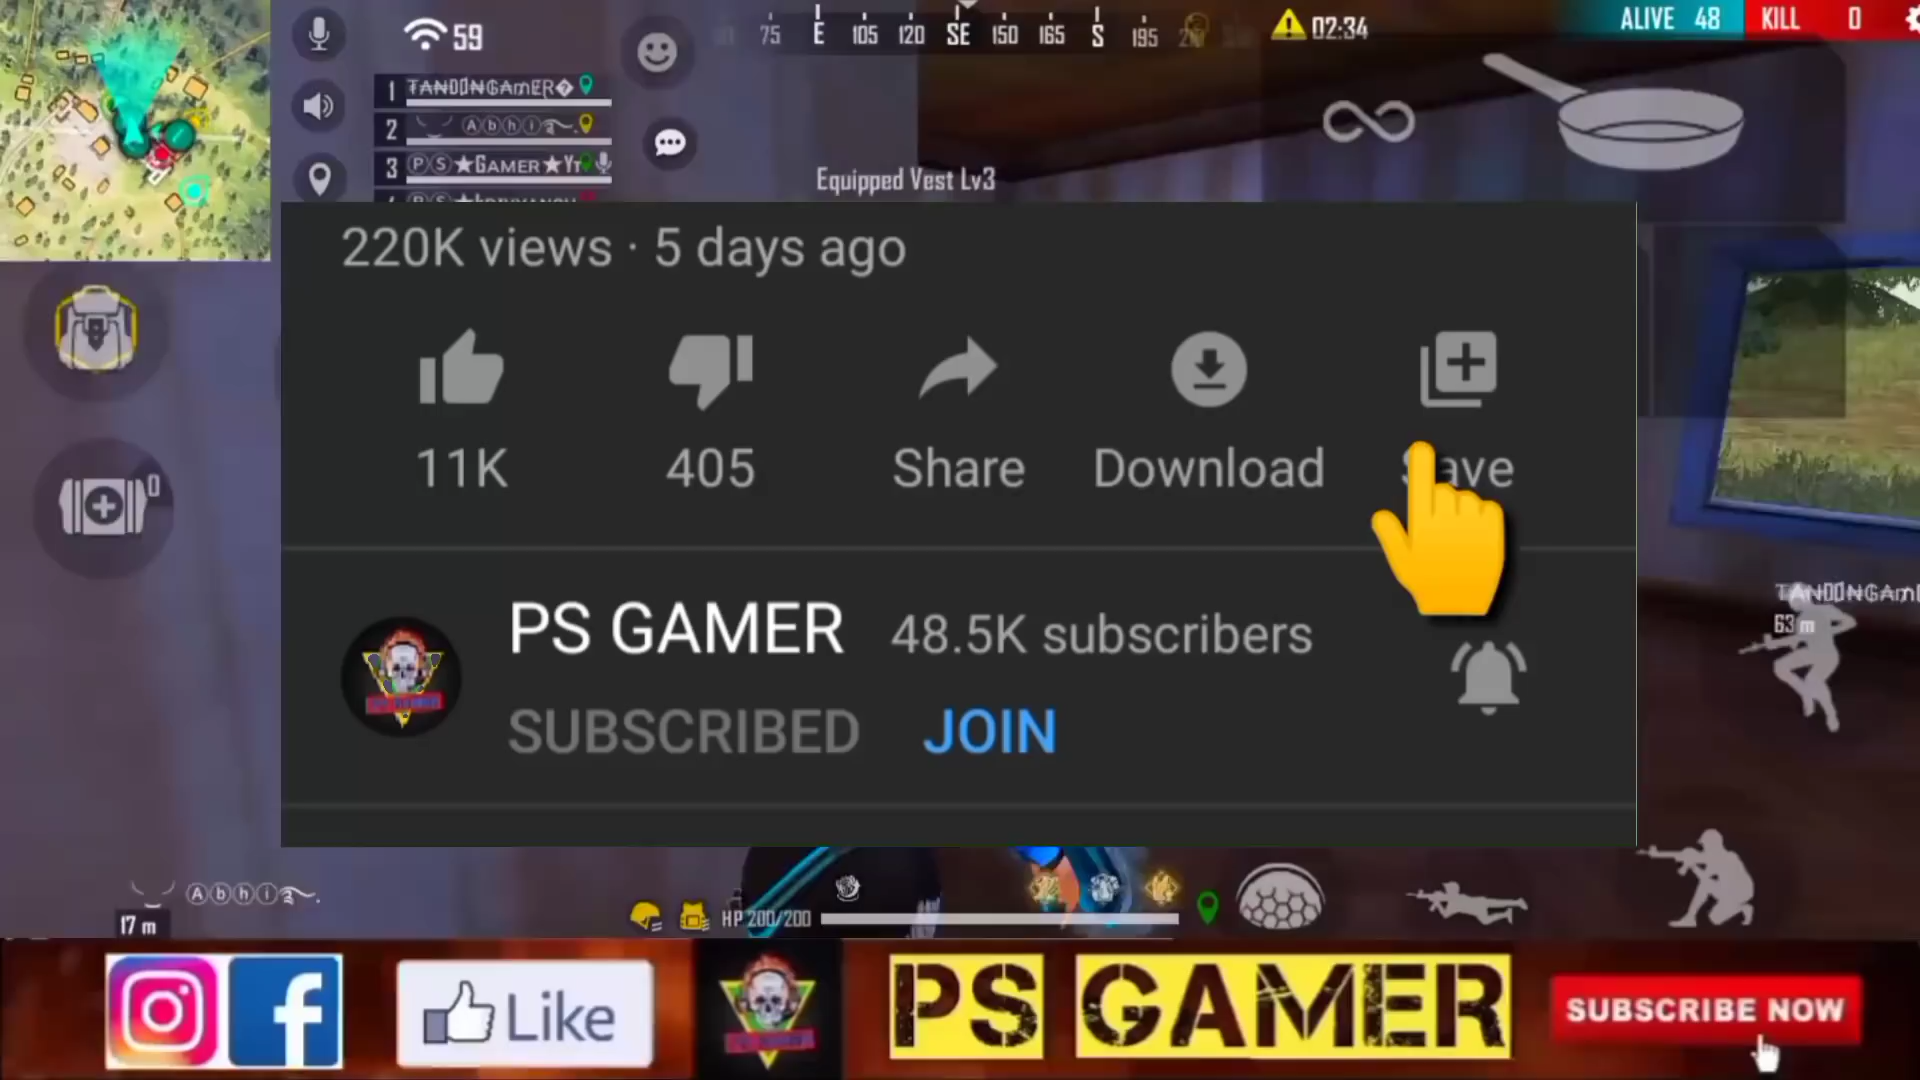 59
75 E 105 120 SE 150 165 S 195
02:34
ALIVE 48 KILL 0
1 TANDONGAmER
2 Ⓐⓑⓗⓘ
3 ⓅⓈ★GAMER★YT
Equipped Vest Lv3
220K views · 5 days ago
11K 405 Share Download Save
PS GAMER 48.5K subscribers
SUBSCRIBED JOIN
0
63 m
Ⓐⓑⓗⓘ
17 m
HP 200/200
Like
PS GAMER
SUBSCRIBE NOW